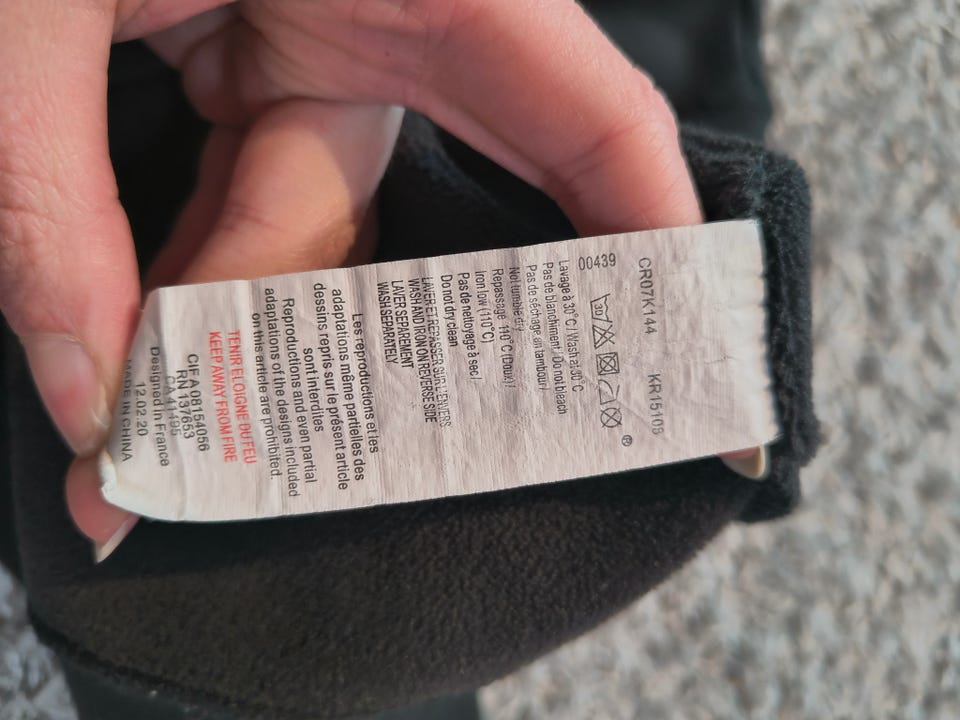 CR07K144 KR15108
00439
Lavage à 30°C / Wash at 30°C
Pas de blanchiment / Do not bleach
Pas de séchage en tambour /
Not tumble dry
Repassage 110°C (Doux) /
Iron low (110°C)
Pas de nettoyage à sec /
Do not dry clean
LAVER ET REPASSER SUR L'ENVERS
WASH AND IRON ON REVERSE SIDE
LAVER SEPAREMENT
WASH SEPARATELY
Les reproductions et les
adaptations même partielles des
dessins repris sur le présent article
sont interdites
Reproductions and even partial
adaptations of the designs included
on this article are prohibited.
TENIR ELOIGNE DU FEU
KEEP AWAY FROM FIRE
CIF A08154056
RN 137653
CA 41195
Designed in France
12.02.20
MADE IN CHINA